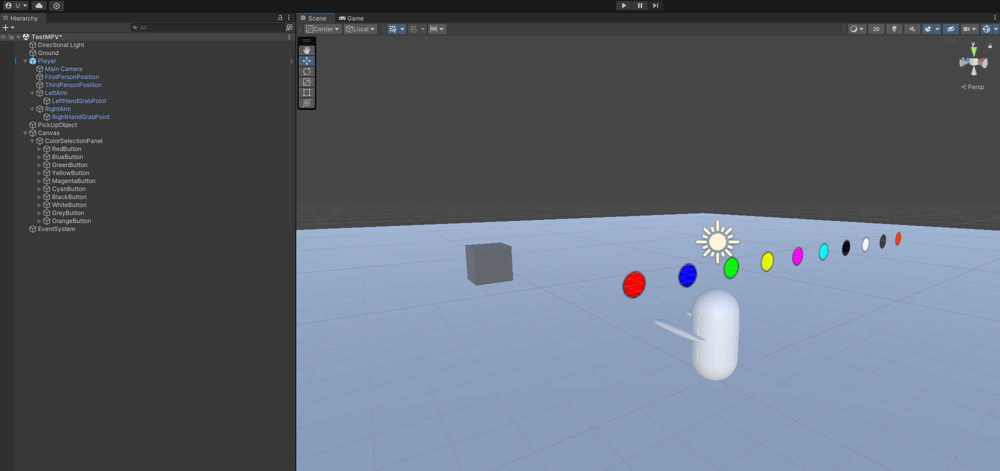 U
Hierarchy
All
TestMPV*
Directional Light
Ground
Player
Main Camera
FirstPersonPosition
ThirdPersonPosition
LeftArm
LeftHandGrabPoint
RightArm
RightHandGrabPoint
PickUpObject
Canvas
ColorSelectionPanel
RedButton
BlueButton
GreenButton
YellowButton
MagentaButton
CyanButton
BlackButton
WhiteButton
GreyButton
OrangeButton
EventSystem
Scene Game
Center Local 2D
y
z x
Persp